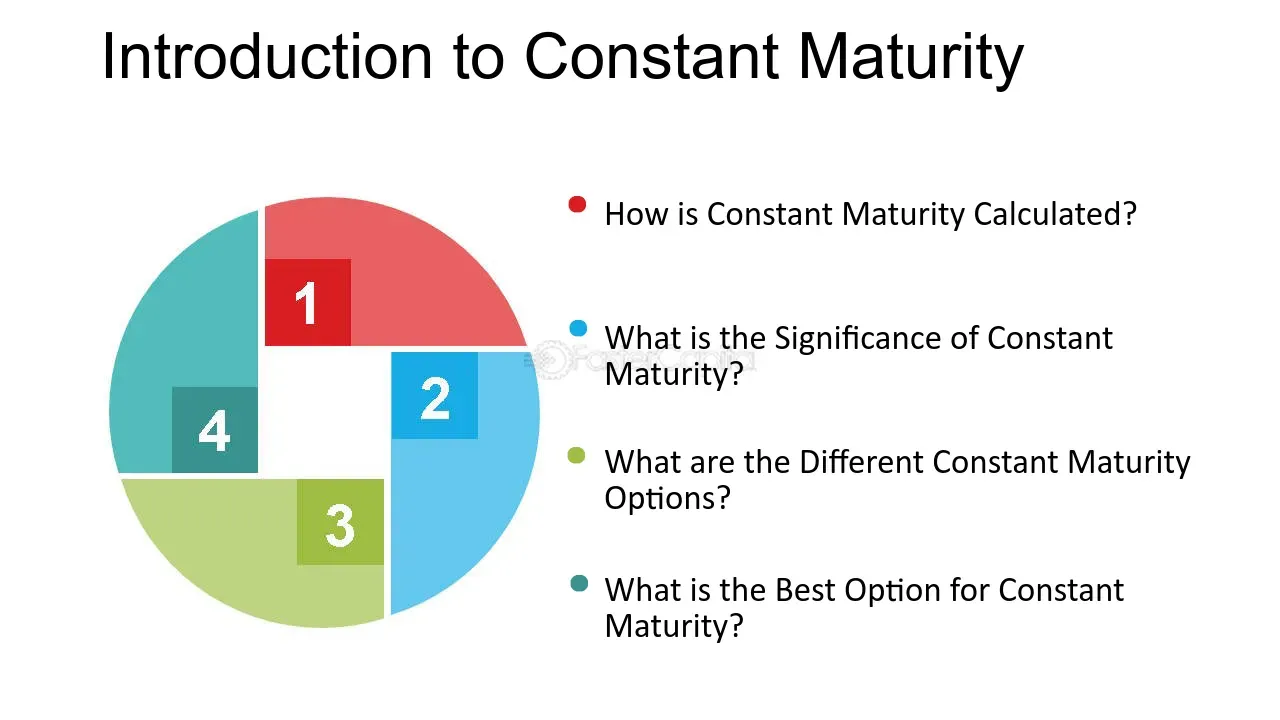 Introduction to Constant Maturity
How is Constant Maturity Calculated?
What is the Significance of Constant
Maturity?
What are the Different Constant Maturity
Options?
What is the Best Option for Constant
Maturity?
1
2
3
4
FasterCapital